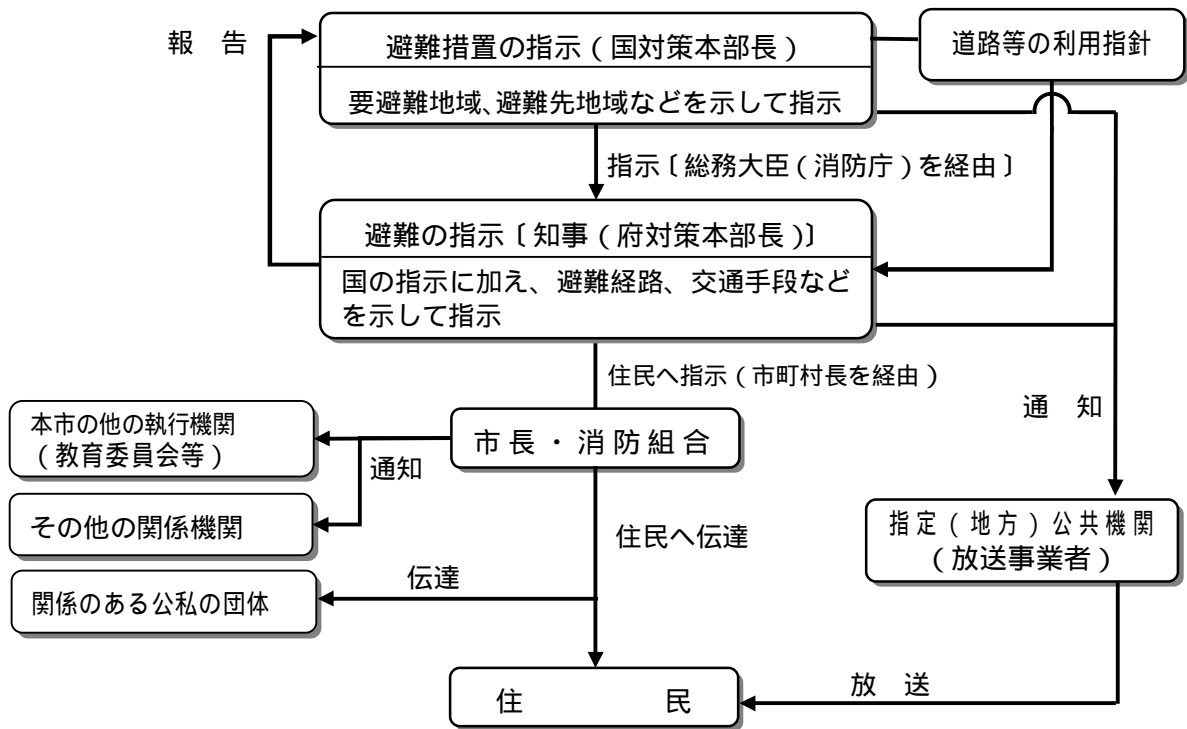 報 告
避難措置の指示（国対策本部長）
道路等の利用指針
要避難地域、避難先地域などを示して指示
指示〔総務大臣（消防庁）を経由〕
避難の指示〔知事（府対策本部長）〕
国の指示に加え、避難経路、交通手段など
を示して指示
住民へ指示（市町村長を経由）
通 知
本市の他の執行機関
（教育委員会等）
市長・消防組合
通知
その他の関係機関
住民へ伝達
指定（地方）公共機関
（放送事業者）
伝達
関係のある公私の団体
放 送
住 民